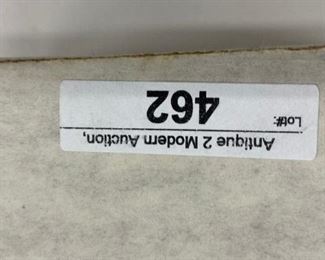 Antique 2 Modern Auction,
Lot#:
462